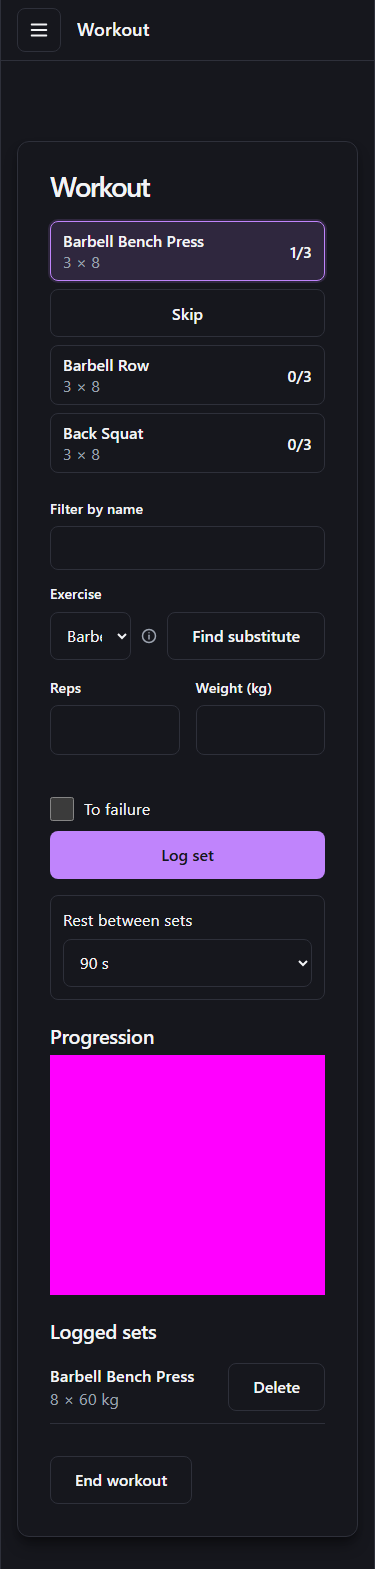 Workout
Workout
Barbell Bench Press
3 × 8
1/3
Skip
Barbell Row
3 × 8
0/3
Back Squat
3 × 8
0/3
Filter by name
Exercise
Barbe
Find substitute
Reps
Weight (kg)
To failure
Log set
Rest between sets
90 s
Progression
Logged sets
Barbell Bench Press
8 × 60 kg
Delete
End workout